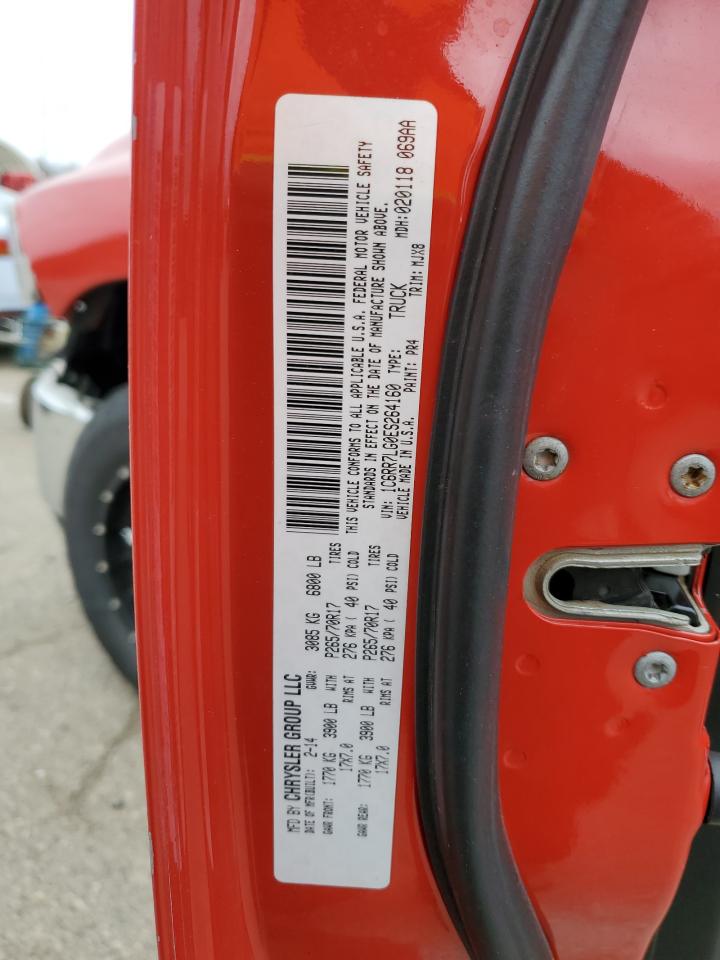 MFD BY CHRYSLER GROUP LLC
DATE OF MFR(BUILT): 2-14 GVWR: 3085 KG 6800 LB
GAWR FRONT: 1770 KG 3900 LB WITH P265/70R17 TIRES
17X7.0 RIMS AT 276 KPA ( 40 PSI) COLD
GAWR REAR: 1770 KG 3900 LB WITH P265/70R17 TIRES
17X7.0 RIMS AT 276 KPA ( 40 PSI) COLD
THIS VEHICLE CONFORMS TO ALL APPLICABLE U.S.A. FEDERAL MOTOR VEHICLE SAFETY
STANDARDS IN EFFECT ON THE DATE OF MANUFACTURE SHOWN ABOVE.
VIN: 1C6RR7LG0ES264160 TYPE: TRUCK MDH:020118 069AA
VEHICLE MADE IN U.S.A. PAINT: PR4 TRIM: MJX8